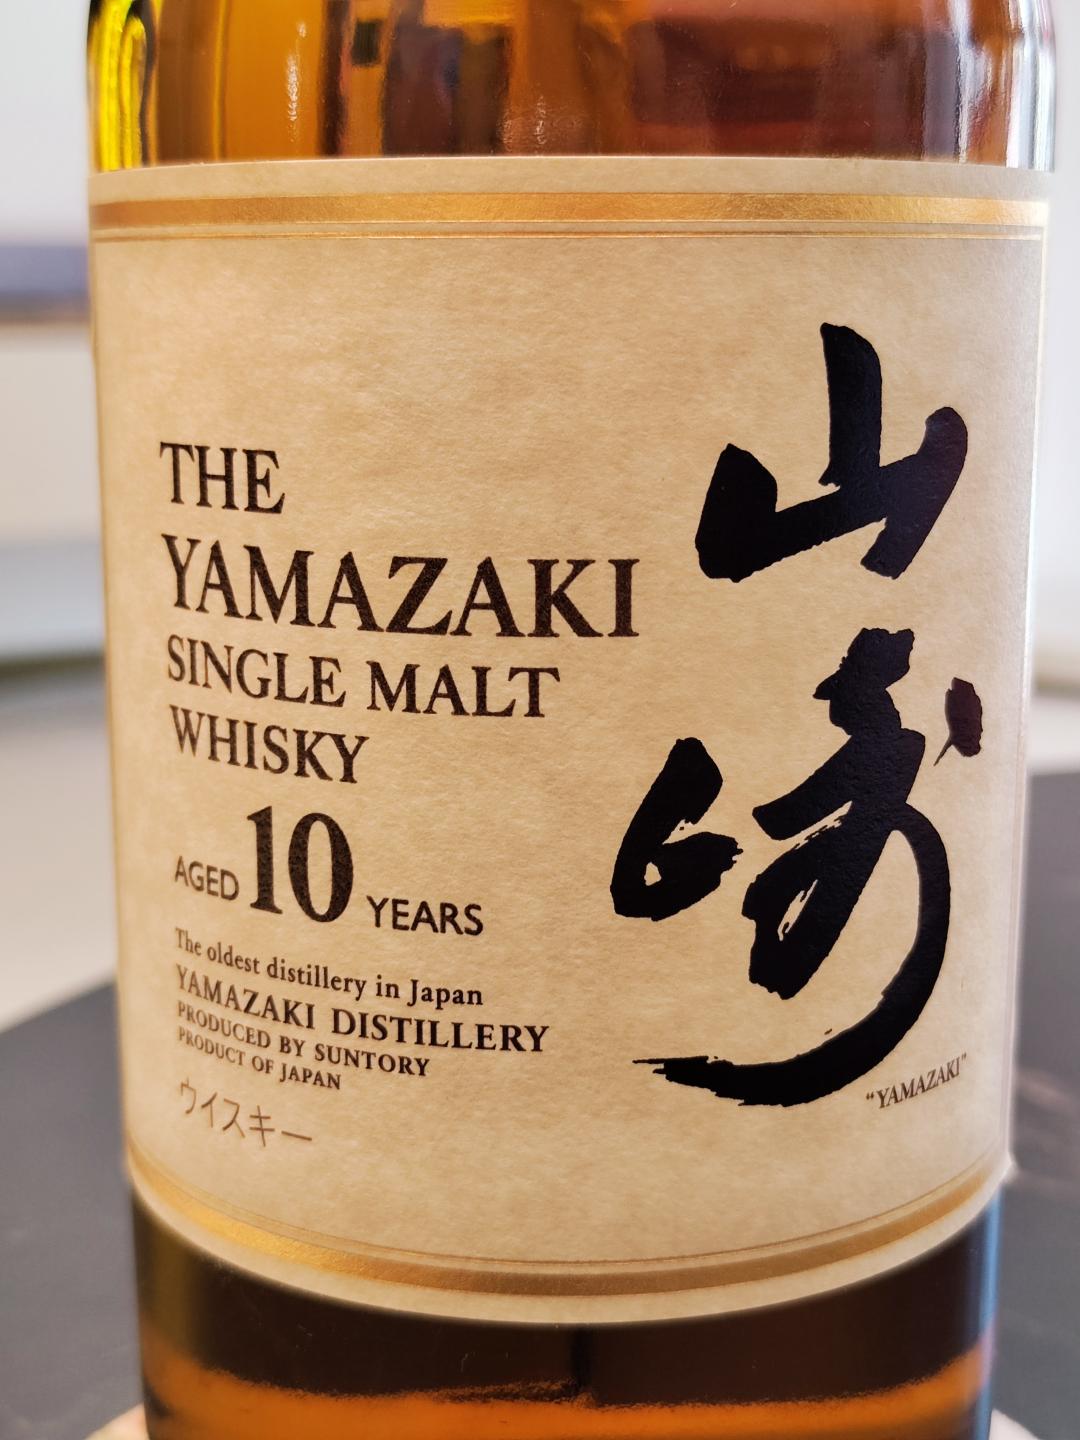 THE
YAMAZAKI
SINGLE MALT
WHISKY
AGED 10 YEARS
The oldest distillery in Japan
YAMAZAKI DISTILLERY
PRODUCED BY SUNTORY
PRODUCT OF JAPAN
ウイスキー
山崎
"YAMAZAKI"